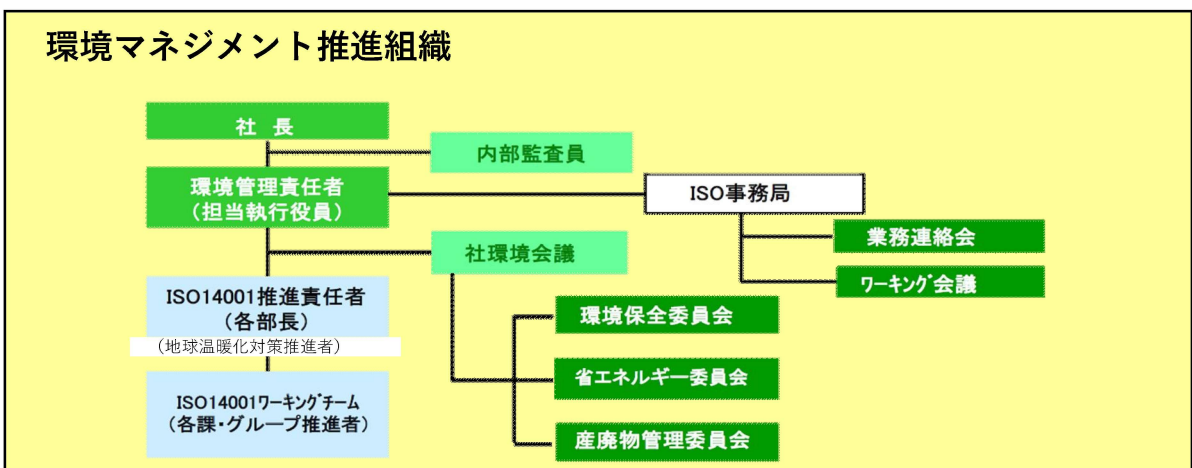 環境マネジメント推進組織
社 長
内部監査員
環境管理責任者
(担当執行役員)
ISO事務局
業務連絡会
社環境会議
ワーキング会議
ISO14001推進責任者
(各部長)
(地球温暖化対策推進者)
環境保全委員会
省エネルギー委員会
ISO14001ワーキングチーム
(各課・グループ推進者)
産廃物管理委員会